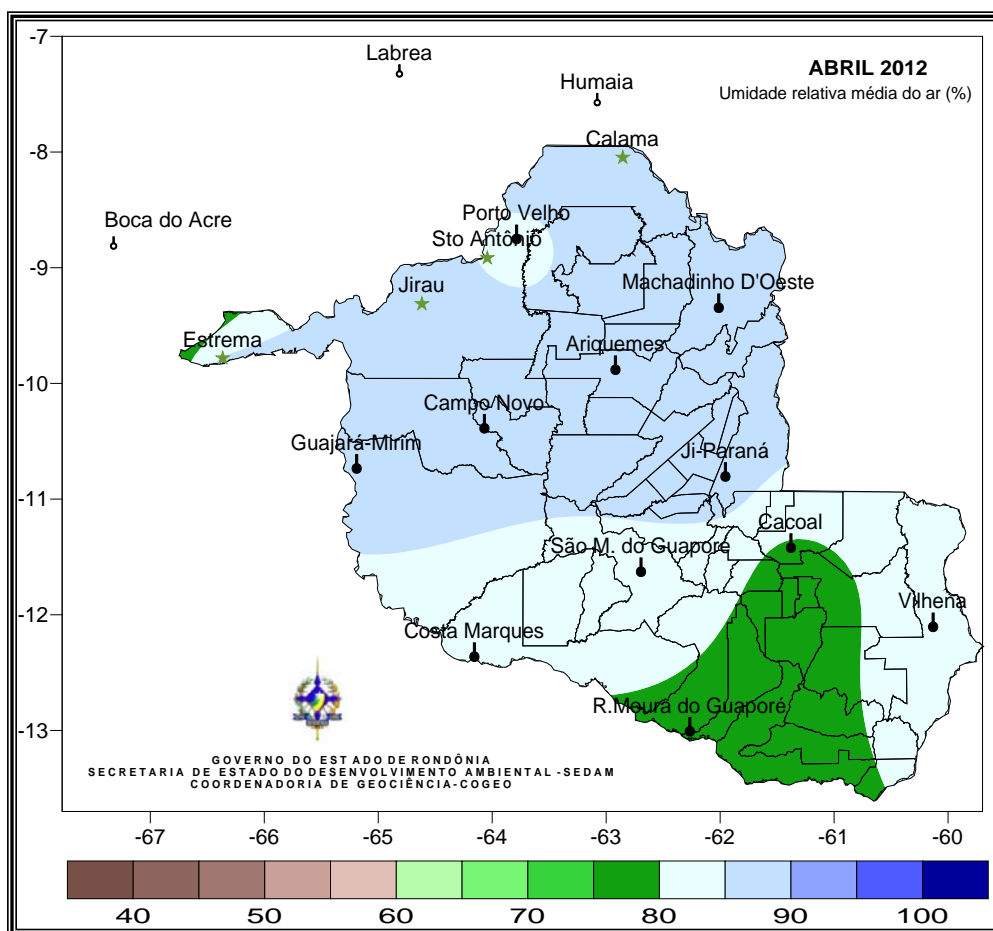 ABRIL 2012
Umidade relativa média do ar (%)
-7
-8
-9
-10
-11
-12
-13
Labrea
Humaia
Calama
Boca do Acre
Porto Velho
Sto Antônio
Jirau
Machadinho D'Oeste
Estrema
Ariquemes
Campo Novo
Guajará-Mirim
Ji-Paraná
Cacoal
São M. do Guaporé
Vilhena
Costa Marques
R.Moura do Guaporé
GOVERNO DO ESTADO DE RONDÔNIA
SECRETARIA DE ESTADO DO DESENVOLVIMENTO AMBIENTAL -SEDAM
COORDENADORIA DE GEOCIÊNCIA-COGEO
-67 -66 -65 -64 -63 -62 -61 -60
40 50 60 70 80 90 100